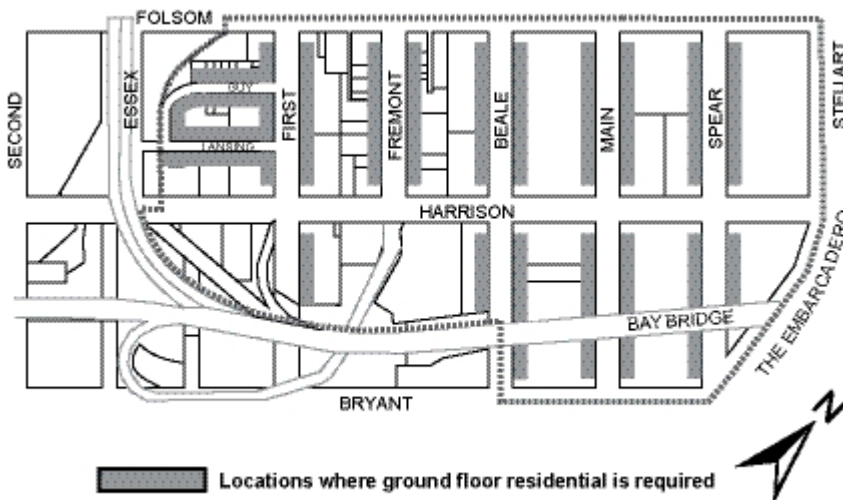 FOLSOM
SECOND
ESSEX
GUY
LANSING
FIRST
FREMONT
BEALE
MAIN
SPEAR
STEUART
HARRISON
BAY BRIDGE
THE EMBARCADERO
BRYANT
N
Locations where ground floor residential is required